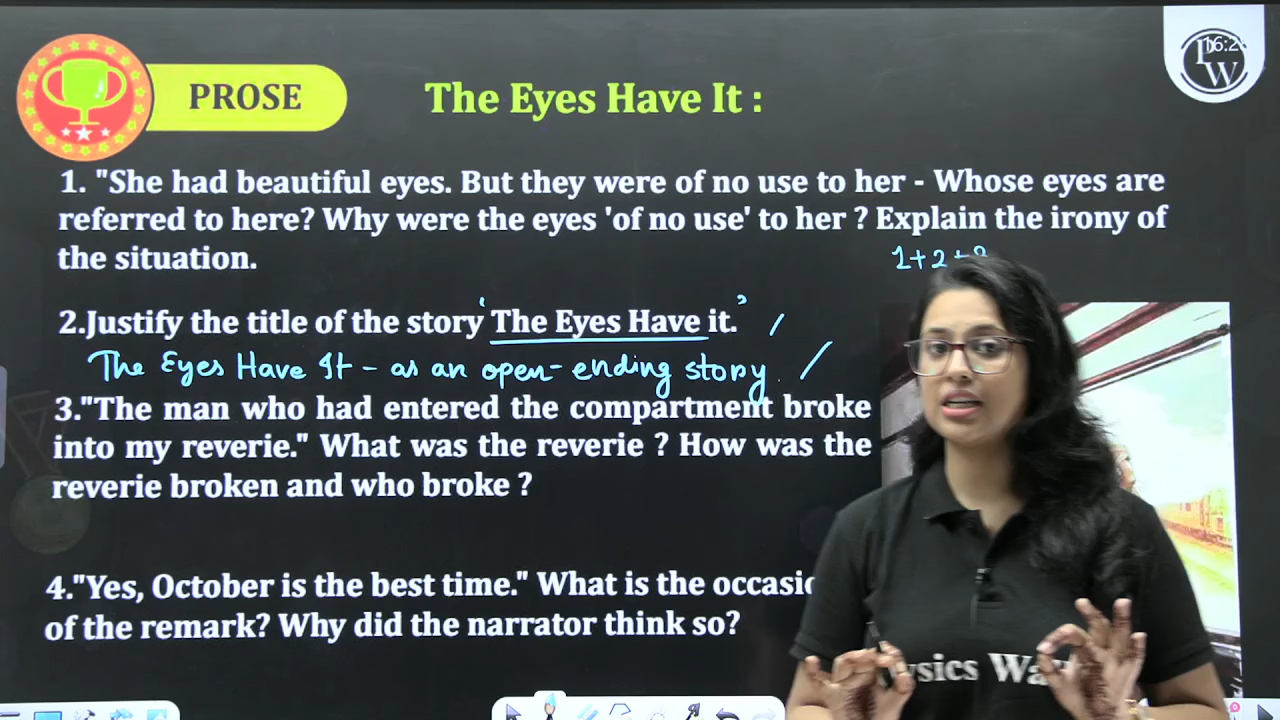 16:2
PW
PROSE
The Eyes Have It :
1. "She had beautiful eyes. But they were of no use to her - Whose eyes are
referred to here? Why were the eyes 'of no use' to her ? Explain the irony of
the situation.
1+2+
2.Justify the title of the story 'The Eyes Have it.' /
The Eyes Have It - as an open-ending story. /
3."The man who had entered the compartment broke
into my reverie." What was the reverie ? How was the
reverie broken and who broke ?
4."Yes, October is the best time." What is the
of the remark? Why did the narrator think so?